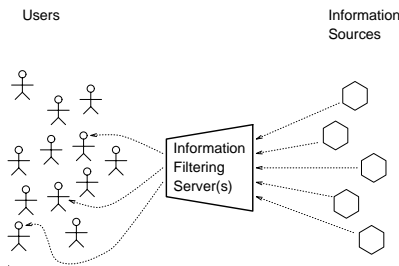 Users
Information
Sources
Information
Filtering
Server(s)